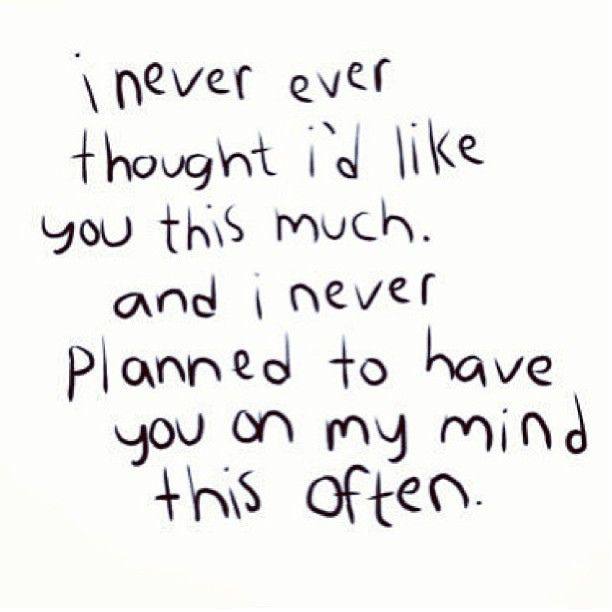 i never ever
thought i'd like
you this much.
and i never
planned to have
you on my mind
this often.